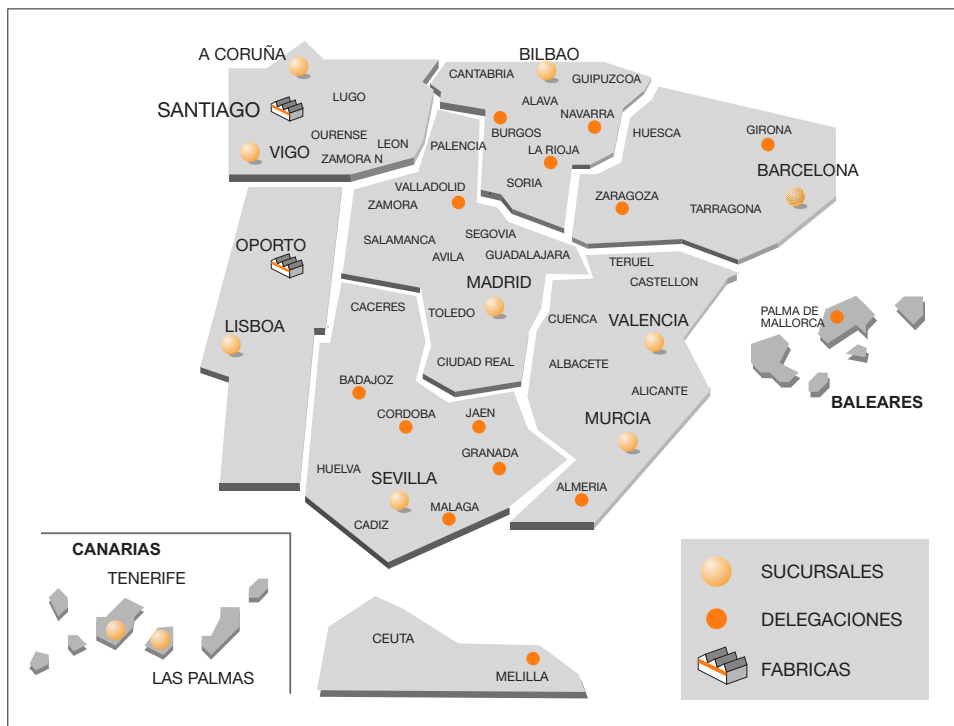 A CORUÑA
SANTIAGO
LUGO
OURENSE
LEON
VIGO
ZAMORA N
BILBAO
CANTABRIA
GUIPUZCOA
ALAVA
NAVARRA
BURGOS
LA RIOJA
SORIA
HUESCA
GIRONA
BARCELONA
ZARAGOZA
TARRAGONA
PALENCIA
VALLADOLID
ZAMORA
SEGOVIA
SALAMANCA
AVILA
GUADALAJARA
MADRID
TOLEDO
CIUDAD REAL
OPORTO
LISBOA
TERUEL
CASTELLON
CUENCA
VALENCIA
ALBACETE
ALICANTE
MURCIA
ALMERIA
PALMA DE
MALLORCA
BALEARES
CACERES
BADAJOZ
CORDOBA
JAEN
GRANADA
HUELVA
SEVILLA
MALAGA
CADIZ
CANARIAS
TENERIFE
LAS PALMAS
CEUTA
MELILLA
SUCURSALES
DELEGACIONES
FABRICAS